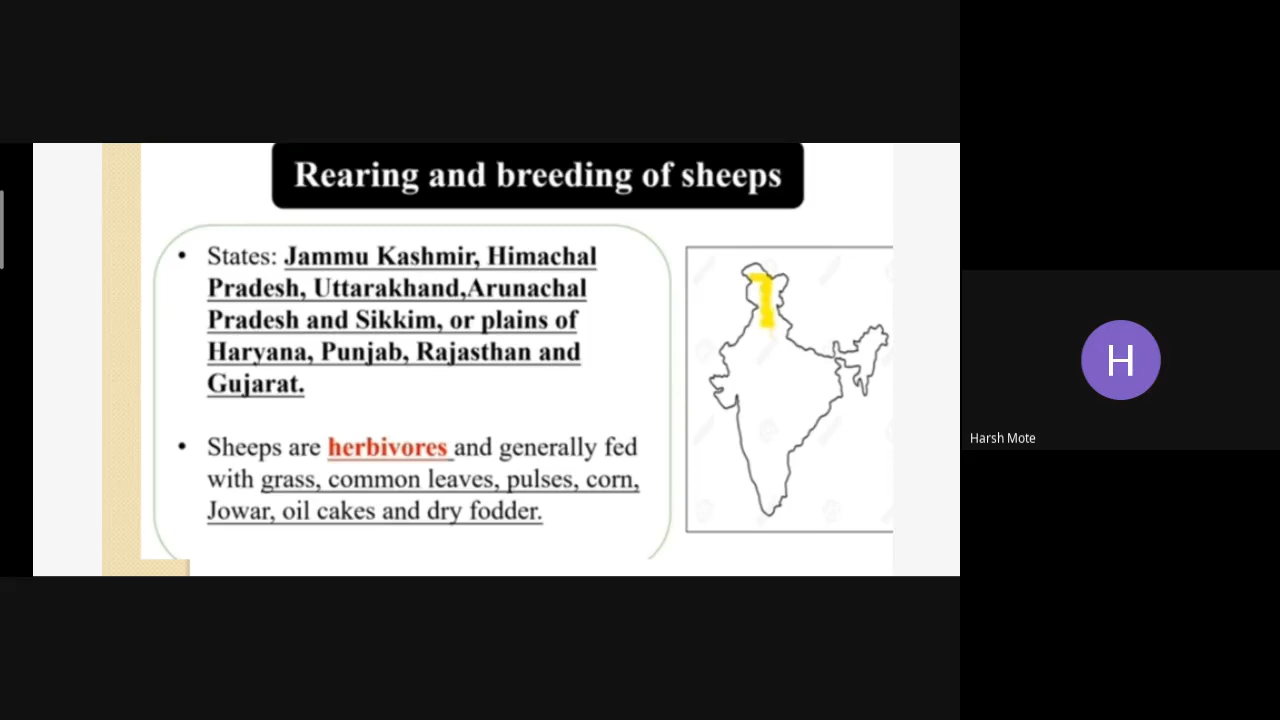 Rearing and breeding of sheeps
• States: Jammu Kashmir, Himachal
Pradesh, Uttarakhand,Arunachal
Pradesh and Sikkim, or plains of
Haryana, Punjab, Rajasthan and
Gujarat.
• Sheeps are herbivores and generally fed
with grass, common leaves, pulses, corn,
Jowar, oil cakes and dry fodder.
H
Harsh Mote